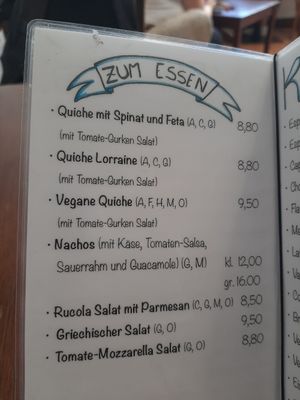 ZUM ESSEN
· Quiche mit Spinat und Feta (A, C, G) 8,80
(mit Tomate-Gurken Salat)
· Quiche Lorraine (A, C, G) 8,80
(mit Tomate-Gurken Salat)
· Vegane Quiche (A, F, H, M, O) 9,50
(mit Tomate-Gurken Salat)
· Nachos (mit Käse, Tomaten-Salsa,
Sauerrahm und Guacamole) (G, M) kl. 12,00
gr. 16.00
· Rucola Salat mit Parmesan (C, G, M, O) 8,50
· Griechischer Salat (G, O) 9,50
· Tomate-Mozzarella Salat (G, O) 8,80